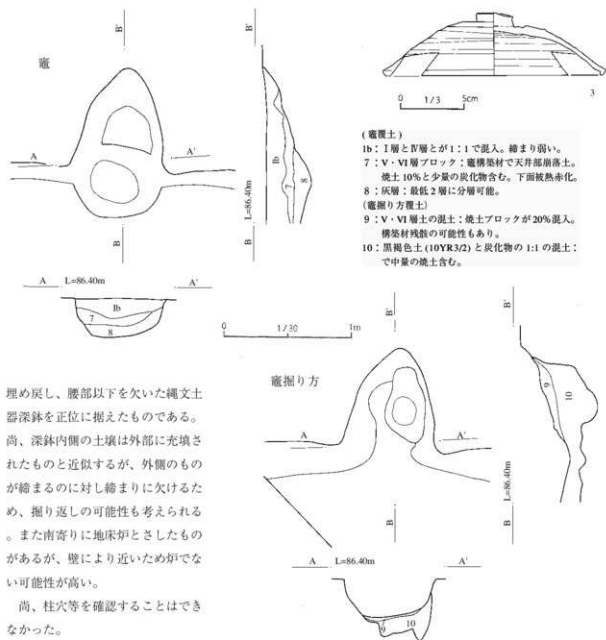 竈
B'
B'
A
A'
B
B
L=86.40m
Ib
7
8
A L=86.40m A'
Ib
7
8
0 1/30 1m
3
0 1/3 5cm
(竈覆土)
Ib：Ⅰ層とⅣ層とが1：1で混入。締まり弱い。
7：Ⅴ・Ⅵ層ブロック：竈構築材で天井部崩落土。
焼土10%と少量の炭化物含む。下面被熱赤化。
8：灰層：最低2層に分層可能。
(竈掘り方覆土)
9：Ⅴ・Ⅵ層土の混土：焼土ブロックが20%混入。
構築材残骸の可能性もあり。
10：黒褐色土(10YR3/2)と炭化物の1:1の混土：
で中量の焼土含む。
埋め戻し、腰部以下を欠いた縄文土
器深鉢を正位に据えたものである。
尚、深鉢内側の土壌は外部に充填さ
れたものと近似するが、外側のもの
が締まるのに対し締まりに欠けるた
め、掘り返しの可能性も考えられる
。また南寄りに地床炉とさしたもの
があるが、壁により近いため炉でな
い可能性が高い。
尚、柱穴等を確認することはでき
なかった。
竈掘り方
B'
B'
A
A'
B
B
L=86.40m
9
10
A L=86.40m A'
9
10